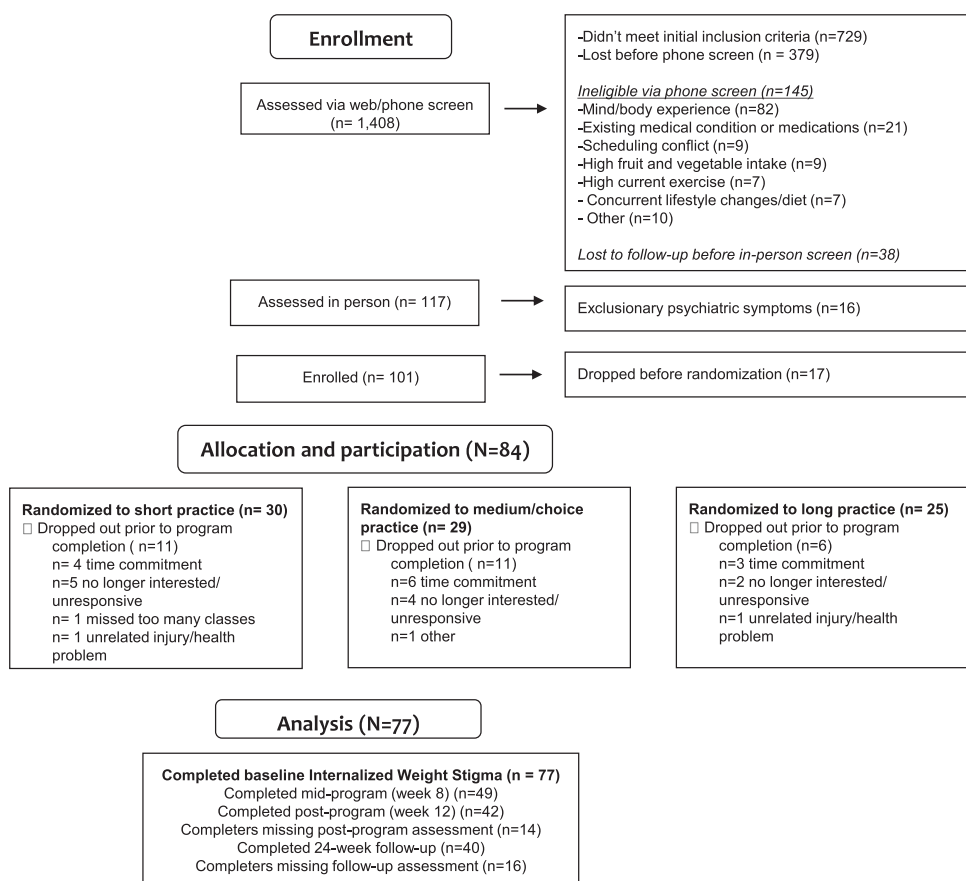 Enrollment
Assessed via web/phone screen
(n= 1,408)
-Didn't meet initial inclusion criteria (n=729)
-Lost before phone screen (n = 379)
Ineligible via phone screen (n=145)
-Mind/body experience (n=82)
-Existing medical condition or medications (n=21)
-Scheduling conflict (n=9)
-High fruit and vegetable intake (n=9)
-High current exercise (n=7)
- Concurrent lifestyle changes/diet (n=7)
- Other (n=10)
Lost to follow-up before in-person screen (n=38)
Assessed in person (n= 117)
Exclusionary psychiatric symptoms (n=16)
Enrolled (n= 101)
Dropped before randomization (n=17)
Allocation and participation (N=84)
Randomized to short practice (n= 30)
□ Dropped out prior to program
completion ( n=11)
n= 4 time commitment
n=5 no longer interested/
unresponsive
n= 1 missed too many classes
n= 1 unrelated injury/health
problem
Randomized to medium/choice
practice (n= 29)
□ Dropped out prior to program
completion ( n=11)
n=6 time commitment
n=4 no longer interested/
unresponsive
n=1 other
Randomized to long practice (n= 25)
□ Dropped out prior to program
completion (n=6)
n=3 time commitment
n=2 no longer interested/
unresponsive
n=1 unrelated injury/health
problem
Analysis (N=77)
Completed baseline Internalized Weight Stigma (n = 77)
Completed mid-program (week 8) (n=49)
Completed post-program (week 12) (n=42)
Completers missing post-program assessment (n=14)
Completed 24-week follow-up (n=40)
Completers missing follow-up assessment (n=16)